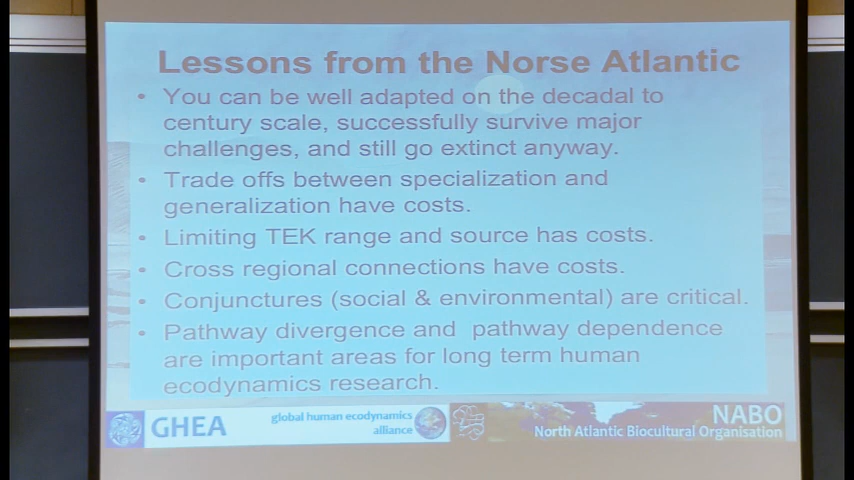 Lessons from the Norse Atlantic
• You can be well adapted on the decadal to
century scale, successfully survive major
challenges, and still go extinct anyway.
• Trade offs between specialization and
generalization have costs.
• Limiting TEK range and source has costs.
• Cross regional connections have costs.
• Conjunctures (social & environmental) are critical.
• Pathway divergence and pathway dependence
are important areas for long term human
ecodynamics research.
GHEA
global human ecodynamics
alliance
NABO
North Atlantic Biocultural Organisation